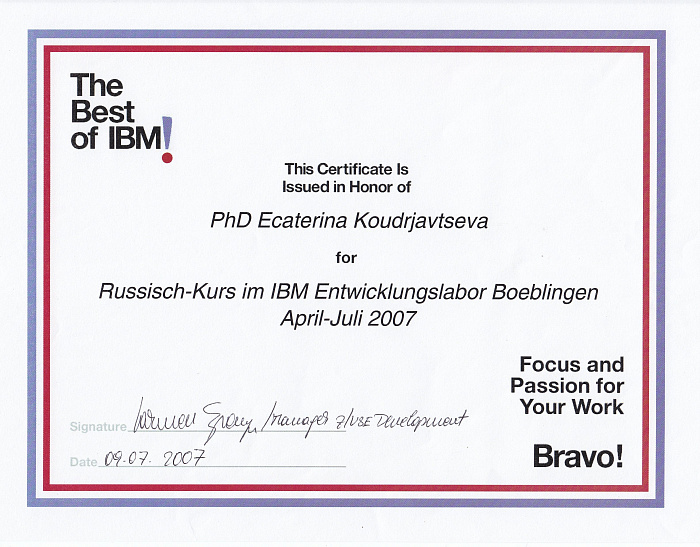 The
Best
of IBM!
This Certificate Is
Issued in Honor of
PhD Ecaterina Koudrjavtseva
for
Russisch-Kurs im IBM Entwicklungslabor Boeblingen
April-Juli 2007
Focus and
Passion for
Your Work
Signature /Manager z/VSE Development
Date 09.07. 2007
Bravo!